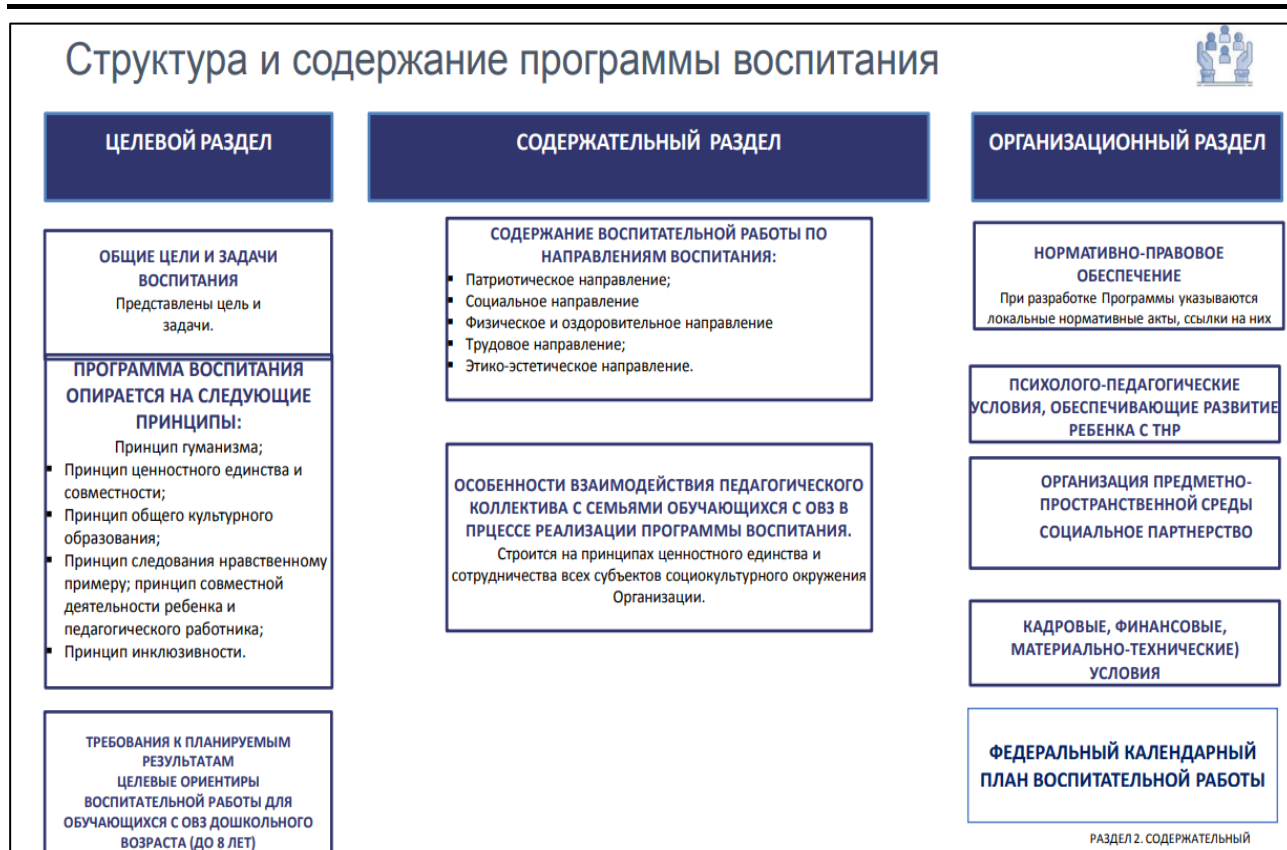 Структура и содержание программы воспитания
ЦЕЛЕВОЙ РАЗДЕЛ
ОБЩИЕ ЦЕЛИ И ЗАДАЧИ
ВОСПИТАНИЯ
Представлены цель и
задачи.
ПРОГРАММА ВОСПИТАНИЯ
ОПИРАЕТСЯ НА СЛЕДУЮЩИЕ
ПРИНЦИПЫ:
Принцип гуманизма;
▪ Принцип ценностного единства и
совместности;
▪ Принцип общего культурного
образования;
▪ Принцип следования нравственному
примеру; принцип совместной
деятельности ребенка и
педагогического работника;
▪ Принцип инклюзивности.
ТРЕБОВАНИЯ К ПЛАНИРУЕМЫМ
РЕЗУЛЬТАТАМ
ЦЕЛЕВЫЕ ОРИЕНТИРЫ
ВОСПИТАТЕЛЬНОЙ РАБОТЫ ДЛЯ
ОБУЧАЮЩИХСЯ С ОВЗ ДОШКОЛЬНОГО
ВОЗРАСТА (ДО 8 ЛЕТ)
СОДЕРЖАТЕЛЬНЫЙ РАЗДЕЛ
СОДЕРЖАНИЕ ВОСПИТАТЕЛЬНОЙ РАБОТЫ ПО
НАПРАВЛЕНИЯМ ВОСПИТАНИЯ:
▪ Патриотическое направление;
▪ Социальное направление
▪ Физическое и оздоровительное направление
▪ Трудовое направление;
▪ Этико-эстетическое направление.
ОСОБЕННОСТИ ВЗАИМОДЕЙСТВИЯ ПЕДАГОГИЧЕСКОГО
КОЛЛЕКТИВА С СЕМЬЯМИ ОБУЧАЮЩИХСЯ С ОВЗ В
ПРЦЕССЕ РЕАЛИЗАЦИИ ПРОГРАММЫ ВОСПИТАНИЯ.
Строится на принципах ценностного единства и
сотрудничества всех субъектов социокультурного окружения
Организации.
ОРГАНИЗАЦИОННЫЙ РАЗДЕЛ
НОРМАТИВНО-ПРАВОВОЕ
ОБЕСПЕЧЕНИЕ
При разработке Программы указываются
локальные нормативные акты, ссылки на них
ПСИХОЛОГО-ПЕДАГОГИЧЕСКИЕ
УСЛОВИЯ, ОБЕСПЕЧИВАЮЩИЕ РАЗВИТИЕ
РЕБЕНКА С ТНР
ОРГАНИЗАЦИЯ ПРЕДМЕТНО-
ПРОСТРАНСТВЕННОЙ СРЕДЫ
СОЦИАЛЬНОЕ ПАРТНЕРСТВО
КАДРОВЫЕ, ФИНАНСОВЫЕ,
МАТЕРИАЛЬНО-ТЕХНИЧЕСКИЕ)
УСЛОВИЯ
ФЕДЕРАЛЬНЫЙ КАЛЕНДАРНЫЙ
ПЛАН ВОСПИТАТЕЛЬНОЙ РАБОТЫ
РАЗДЕЛ 2. СОДЕРЖАТЕЛЬНЫЙ